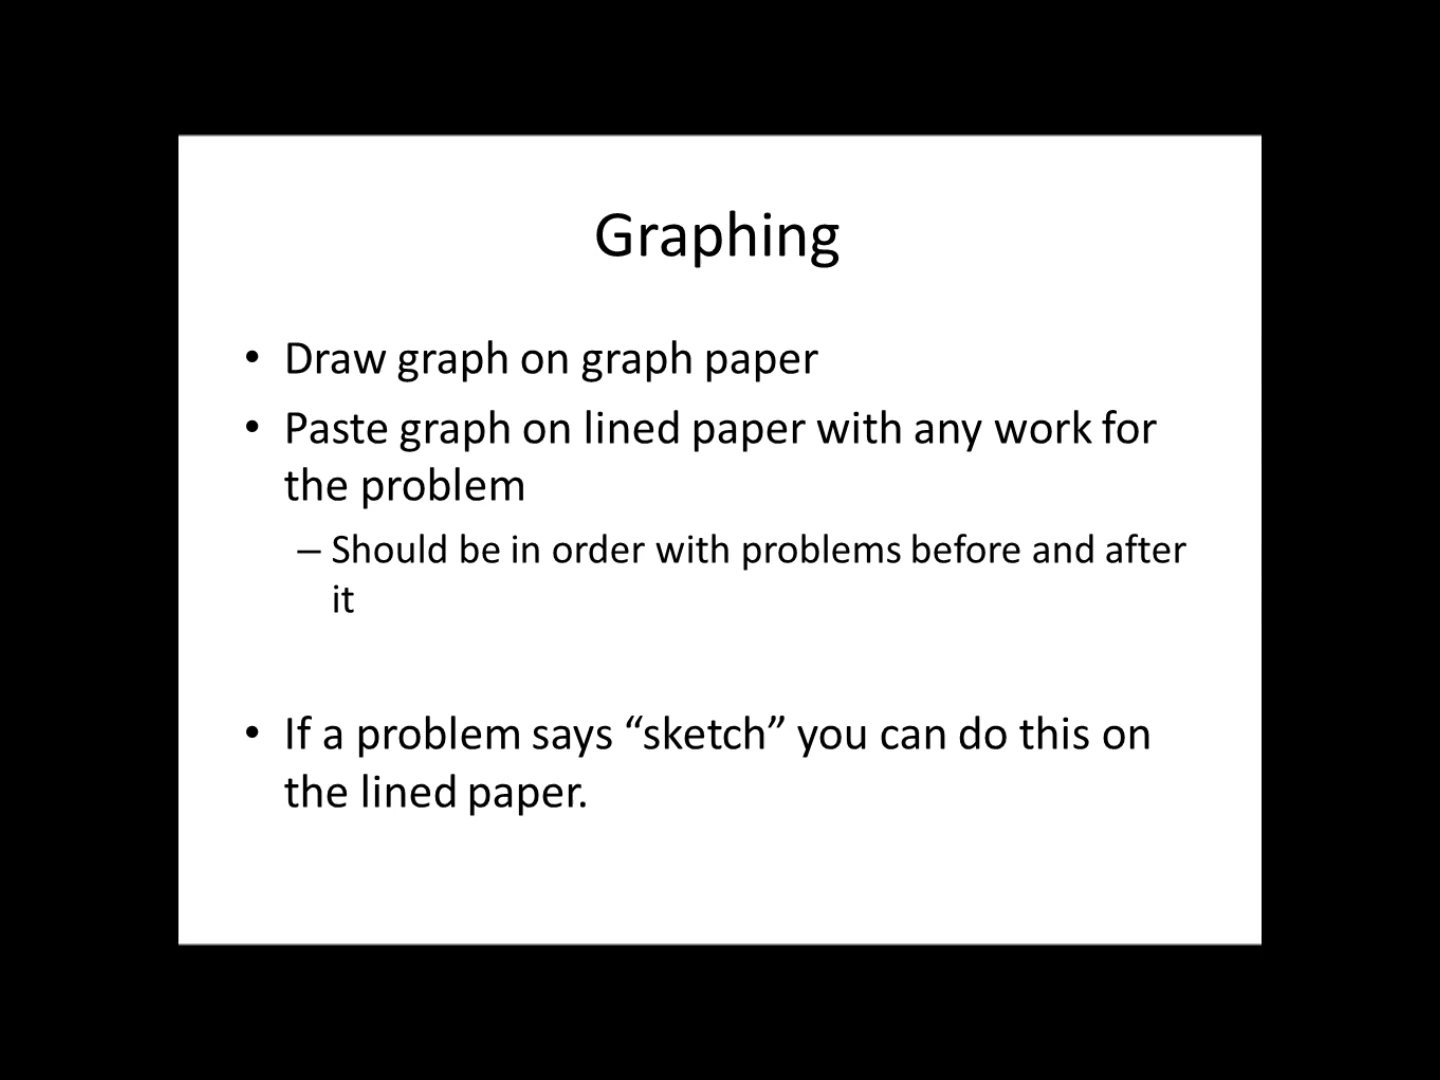 Graphing
• Draw graph on graph paper
• Paste graph on lined paper with any work for
the problem
– Should be in order with problems before and after
it
• If a problem says “sketch” you can do this on
the lined paper.